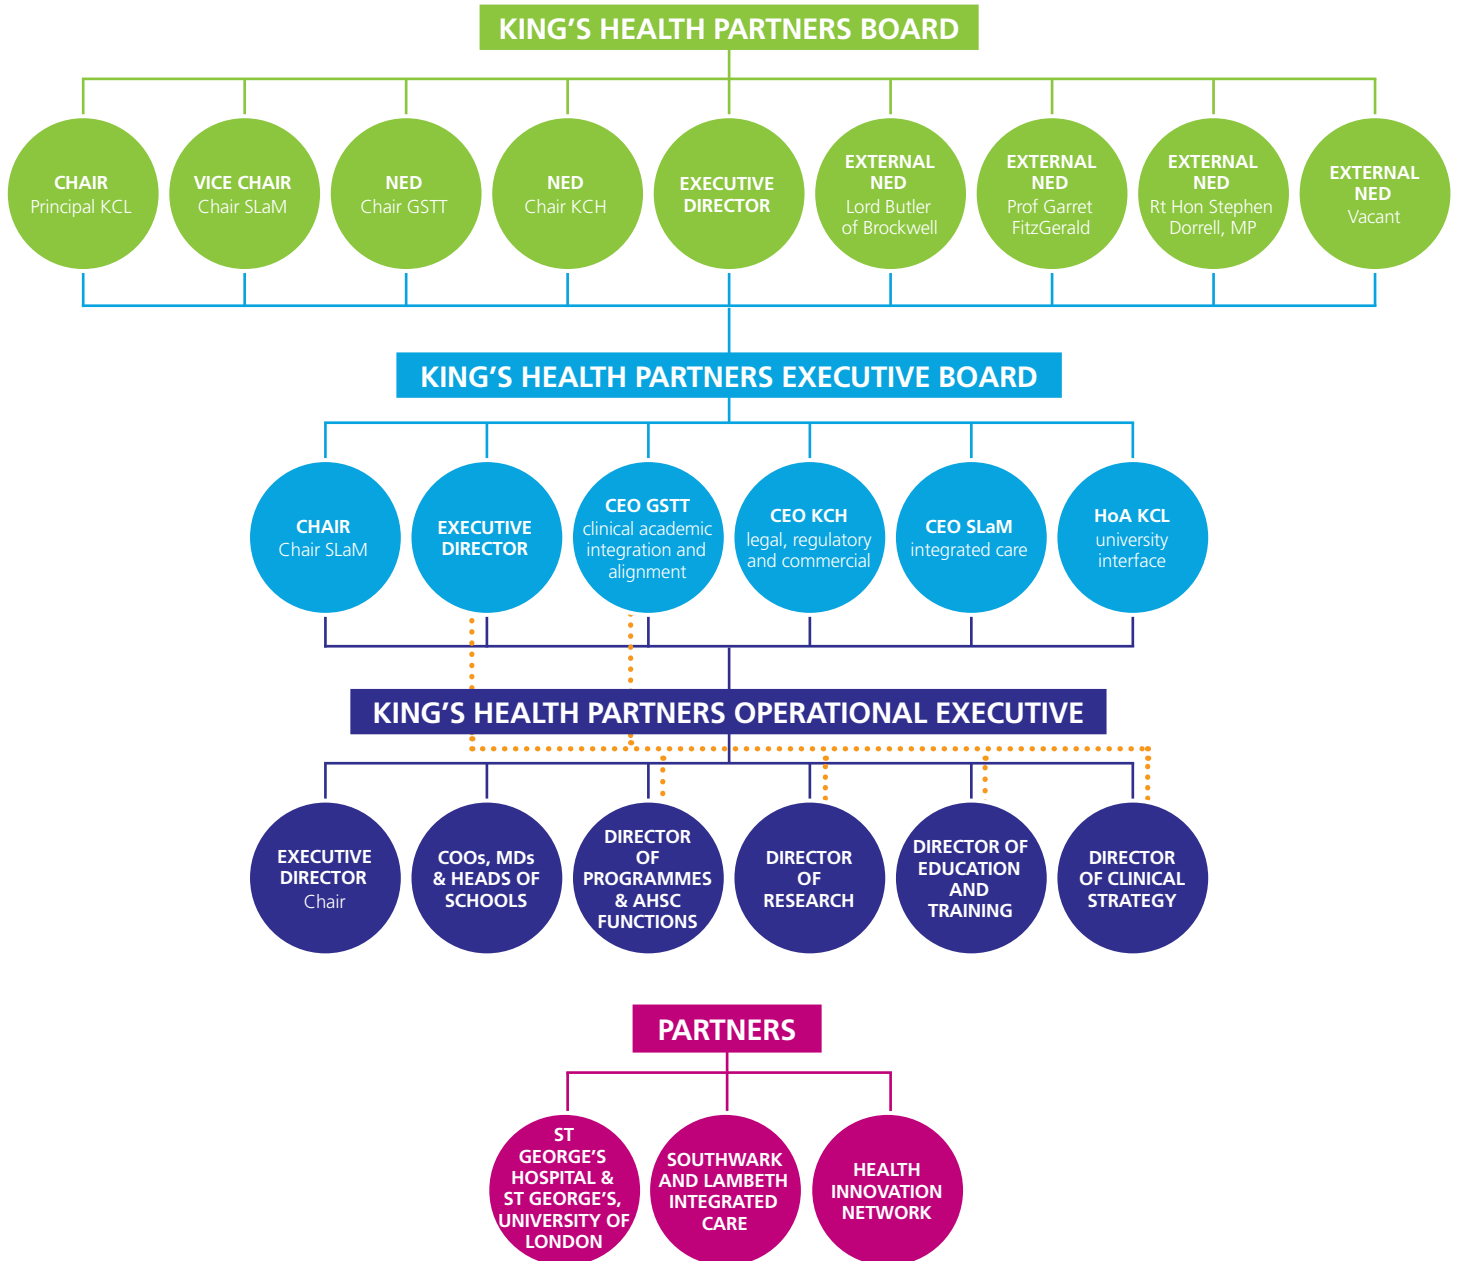 KING’S HEALTH PARTNERS BOARD
CHAIR
Principal KCL
VICE CHAIR
Chair SLaM
NED
Chair GSTT
NED
Chair KCH
EXECUTIVE
DIRECTOR
EXTERNAL
NED
Lord Butler
of Brockwell
EXTERNAL
NED
Prof Garret
FitzGerald
EXTERNAL
NED
Rt Hon Stephen
Dorrell, MP
EXTERNAL
NED
Vacant
KING’S HEALTH PARTNERS EXECUTIVE BOARD
CHAIR
Chair SLaM
EXECUTIVE
DIRECTOR
CEO GSTT
clinical academic
integration and
alignment
CEO KCH
legal, regulatory
and commercial
CEO SLaM
integrated care
HoA KCL
university
interface
KING’S HEALTH PARTNERS OPERATIONAL EXECUTIVE
EXECUTIVE
DIRECTOR
Chair
COOs, MDs
& HEADS OF
SCHOOLS
DIRECTOR
OF
PROGRAMMES
& AHSC
FUNCTIONS
DIRECTOR
OF
RESEARCH
DIRECTOR OF
EDUCATION
AND
TRAINING
DIRECTOR
OF CLINICAL
STRATEGY
PARTNERS
ST
GEORGE’S
HOSPITAL &
ST GEORGE’S,
UNIVERSITY OF
LONDON
SOUTHWARK
AND LAMBETH
INTEGRATED
CARE
HEALTH
INNOVATION
NETWORK